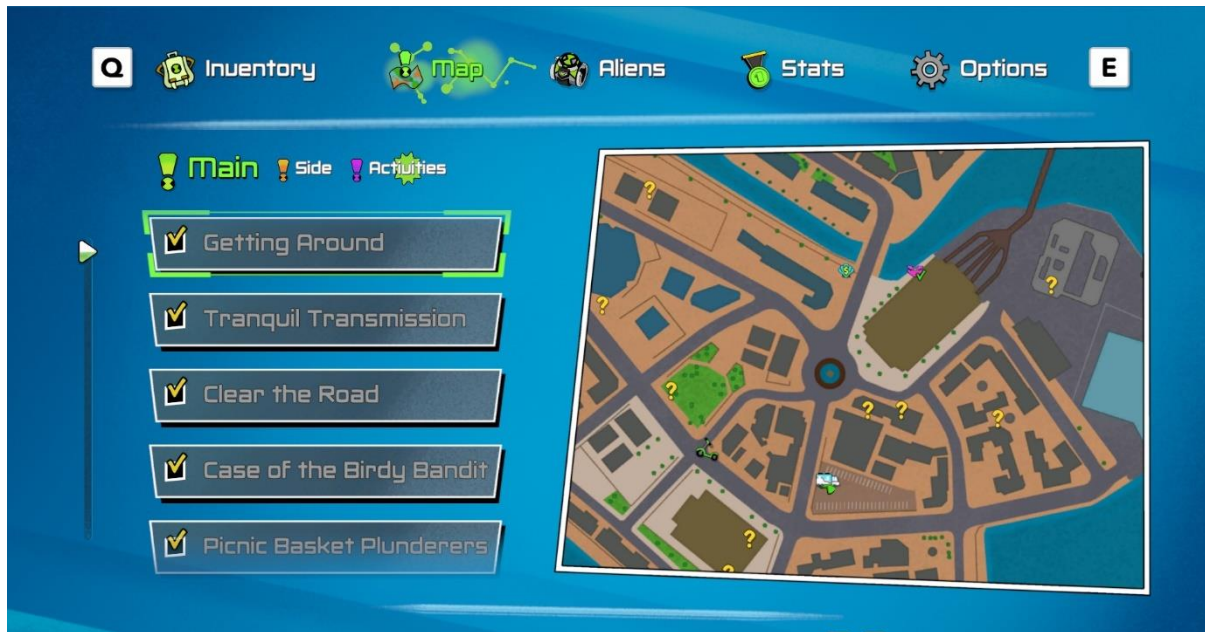 Q Inventory Map Aliens Stats Options E
Main Side Activities
Getting Around
Tranquil Transmission
Clear the Road
Case of the Birdy Bandit
Picnic Basket Plunderers
?
?
?
?
? ?
?
?
?